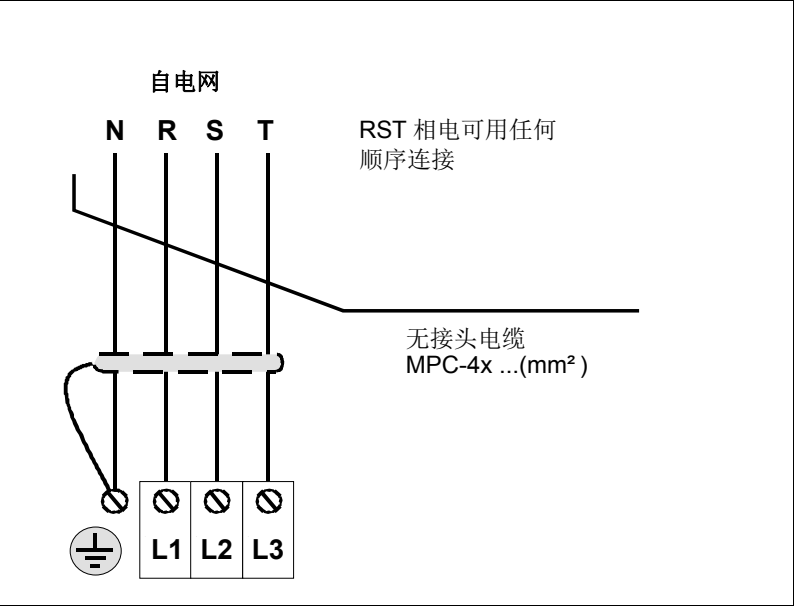 自电网
N R S T
RST 相电可用任何
顺序连接
无接头电缆
MPC-4x ...(mm²)
L1 L2 L3